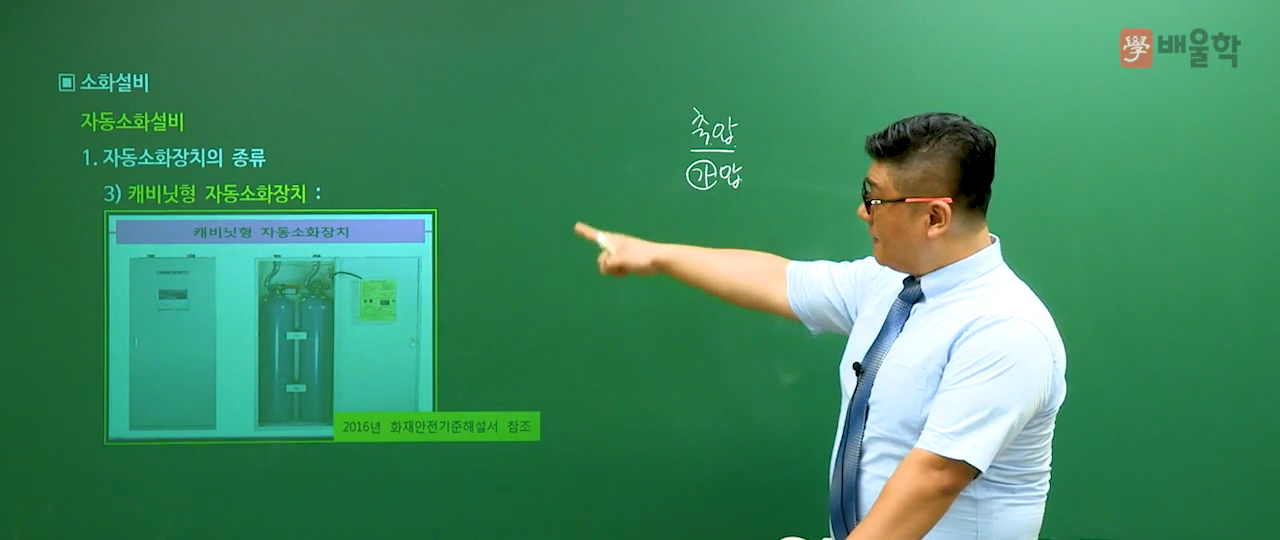 學 배울학
▣ 소화설비
자동소화설비
1. 자동소화장치의 종류
3) 캐비닛형 자동소화장치 :
캐비닛형 자동소화장치
2016년 화재안전기준해설서 참조
축압
가압